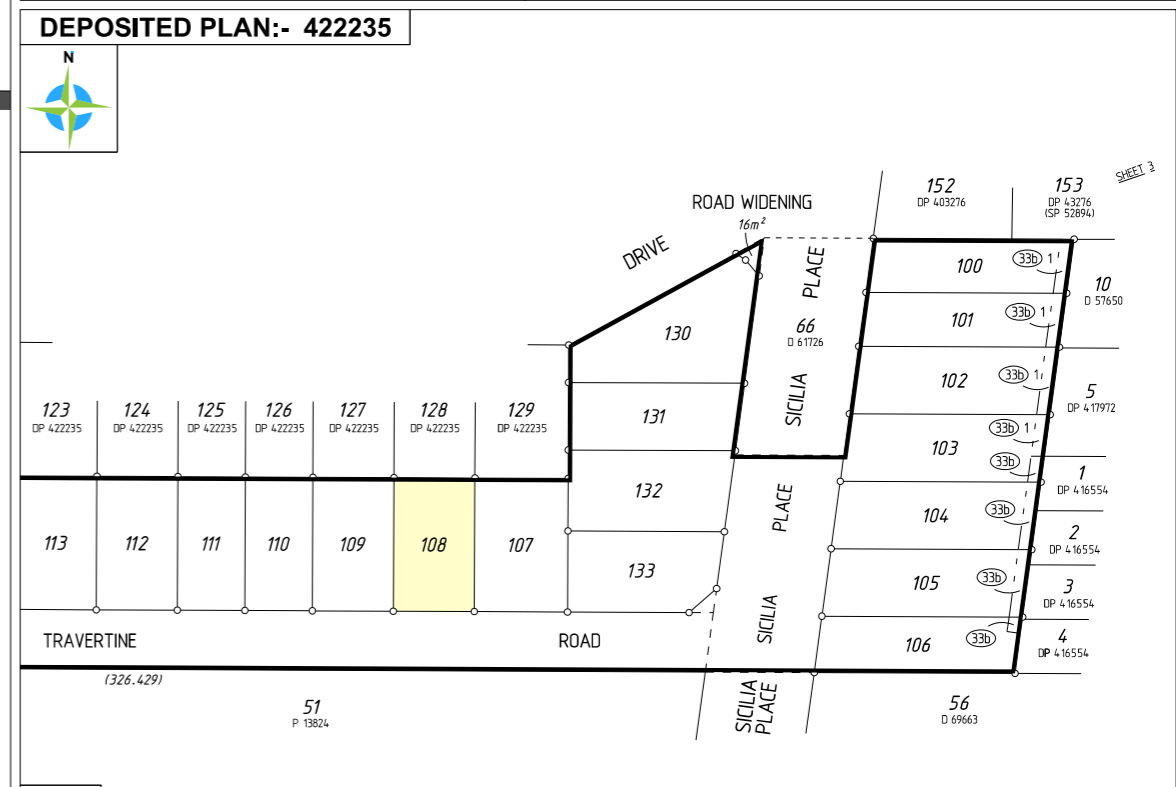 DEPOSITED PLAN:- 422235
N
SHEET 3
152
DP 403276
153
DP 43276
(SP 52894)
ROAD WIDENING
16m²
DRIVE
PLACE
100
33b 1
10
D 57650
130
66
D 61726
101
33b 1
SICILIA
102
33b 1
5
DP 417972
123
DP 422235
124
DP 422235
125
DP 422235
126
DP 422235
127
DP 422235
128
DP 422235
129
DP 422235
131
103
33b 1
33b
1
DP 416554
132
PLACE
104
33b
2
DP 416554
113
112
111
110
109
108
107
133
105
33b
3
DP 416554
TRAVERTINE
ROAD
SICILIA
106
33b
4
DP 416554
(326.429)
51
P 13824
SICILIA
PLACE
56
D 69663